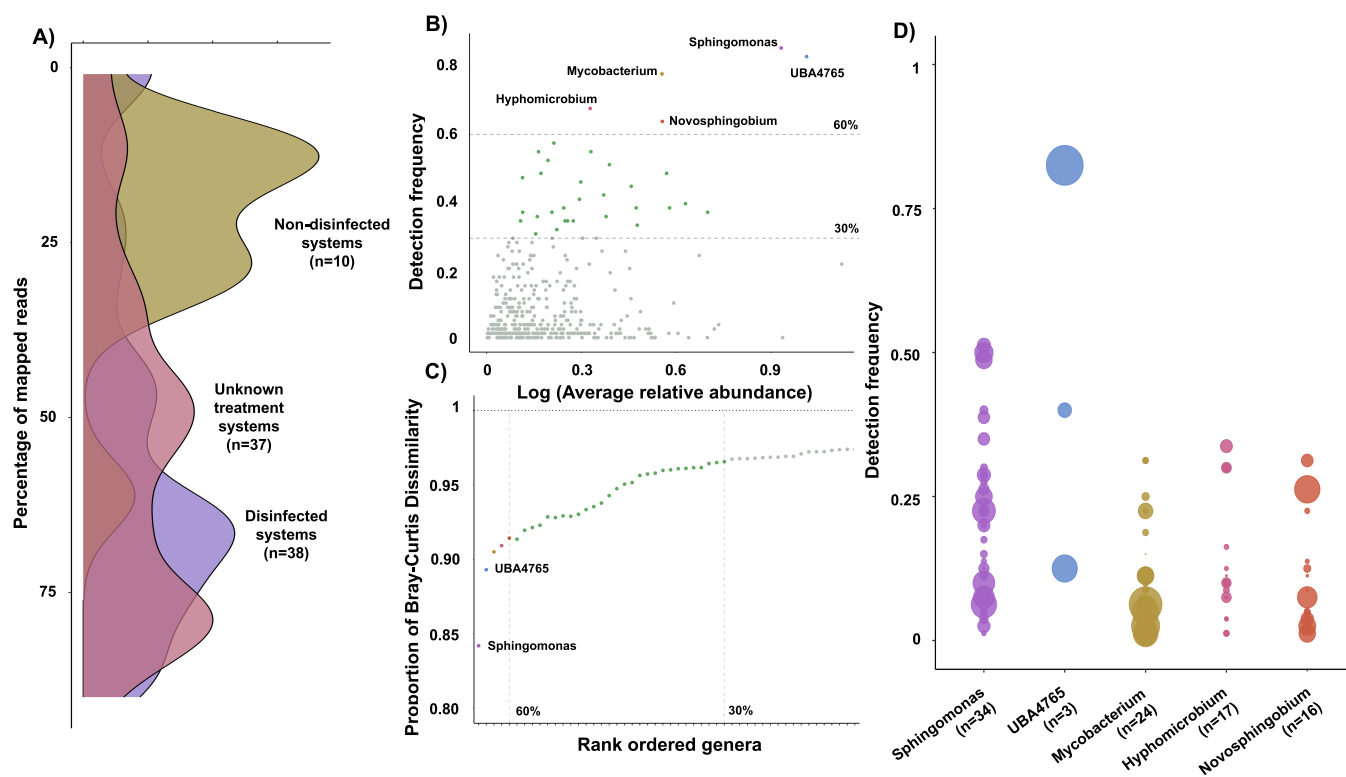 A)
0
25
50
75
Percentage of mapped reads
Non-disinfected
systems
(n=10)
Unknown
treatment
systems
(n=37)
Disinfected
systems
(n=38)
B)
Detection frequency
0.8
0.6
0.4
0.2
0
Sphingomonas
UBA4765
Mycobacterium
Hyphomicrobium
Novosphingobium
60%
30%
0
0.3
0.6
0.9
Log (Average relative abundance)
C)
Proportion of Bray-Curtis Dissimilarity
1
0.95
0.90
0.85
0.80
UBA4765
Sphingomonas
60%
30%
Rank ordered genera
D)
Detection frequency
1
0.75
0.50
0.25
0
Sphingomonas
(n=34)
UBA4765
(n=3)
Mycobacterium
(n=24)
Hyphomicrobium
(n=17)
Novosphingobium
(n=16)